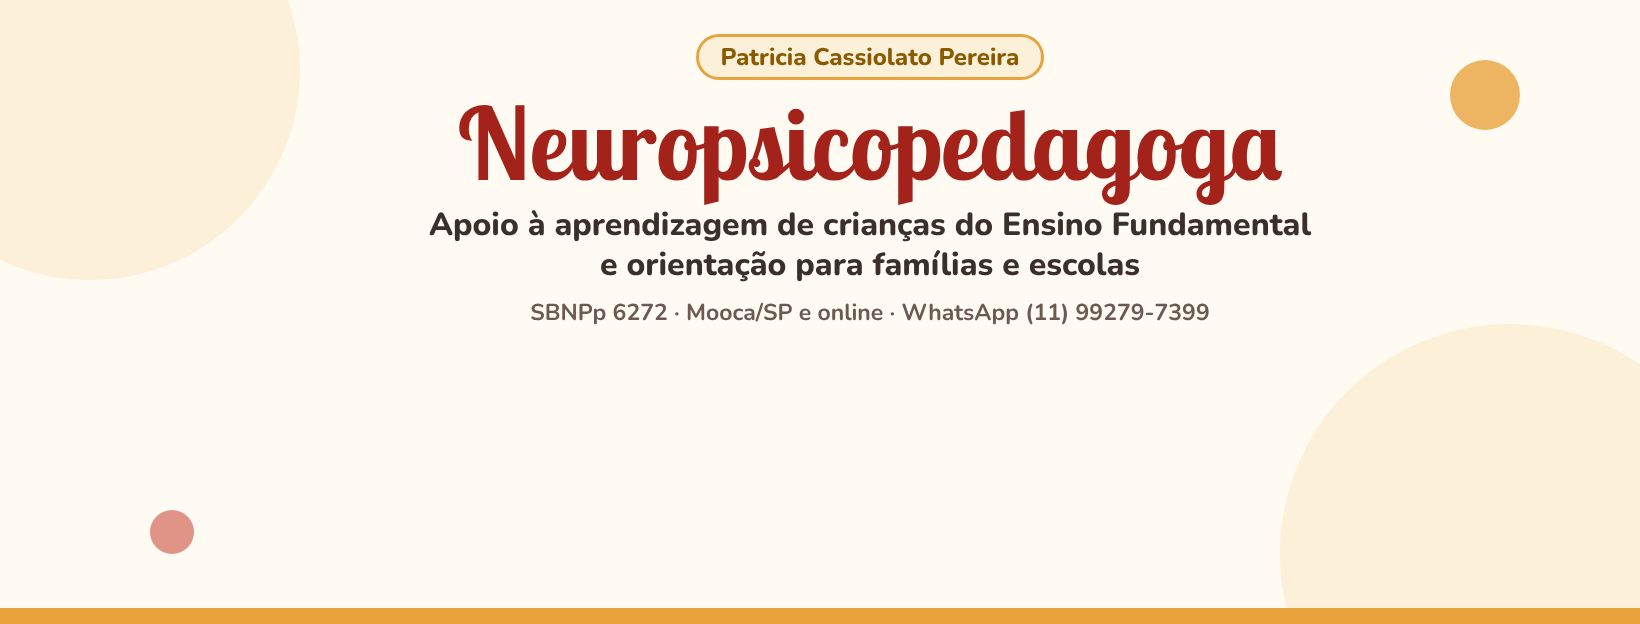 Patricia Cassiolato Pereira
Neuropsicopedagoga
Apoio à aprendizagem de crianças do Ensino Fundamental
e orientação para famílias e escolas
SBNPp 6272 · Mooca/SP e online · WhatsApp (11) 99279-7399